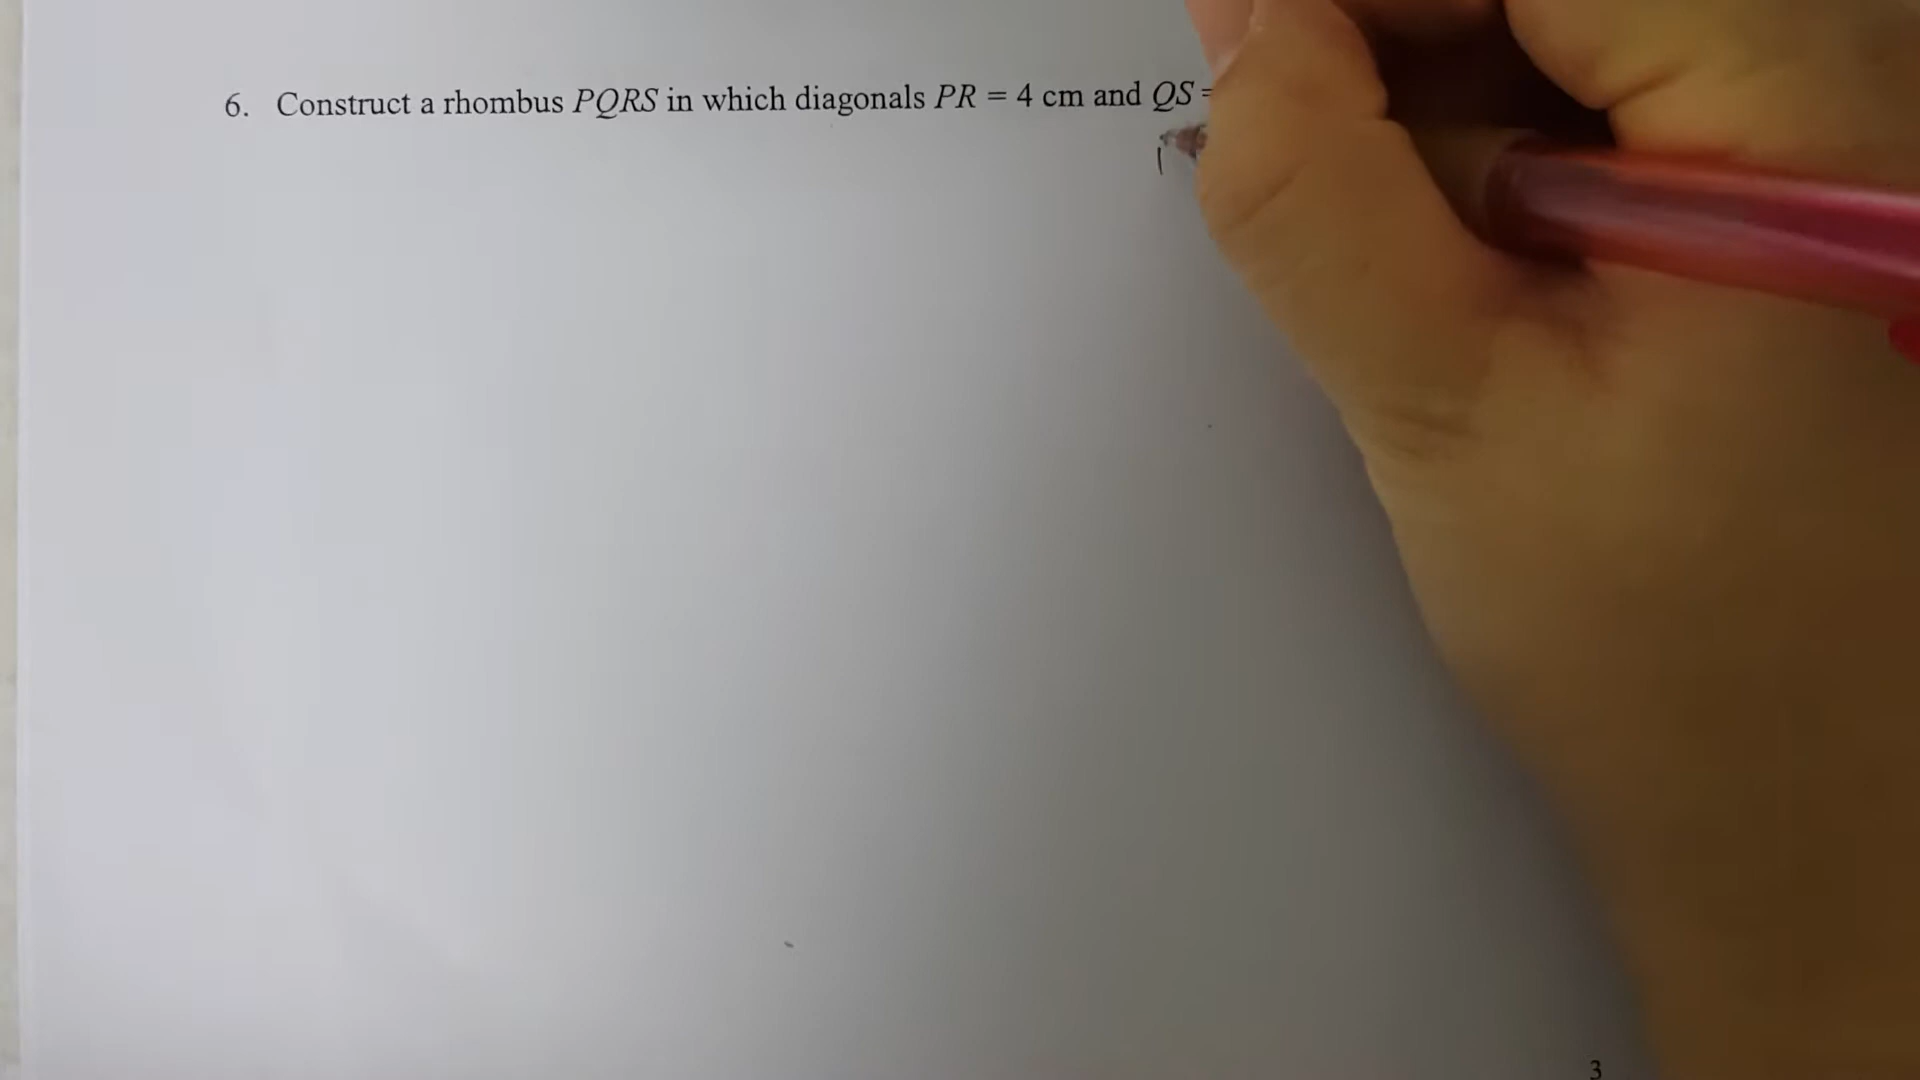 6. Construct a rhombus PQRS in which diagonals PR = 4 cm and QS =
3